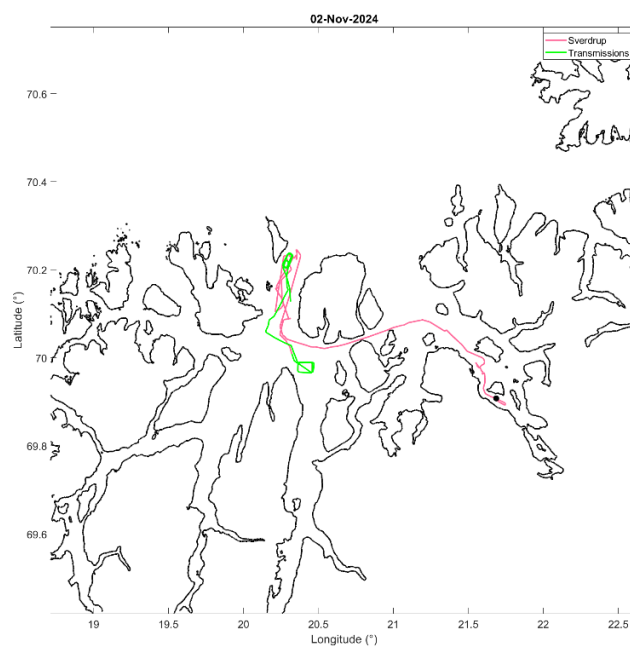 02-Nov-2024
Sverdrup
Transmissions
70.6
70.4
70.2
70
69.8
69.6
Latitude (°)
19
19.5
20
20.5
21
21.5
22
22.5
Longitude (°)